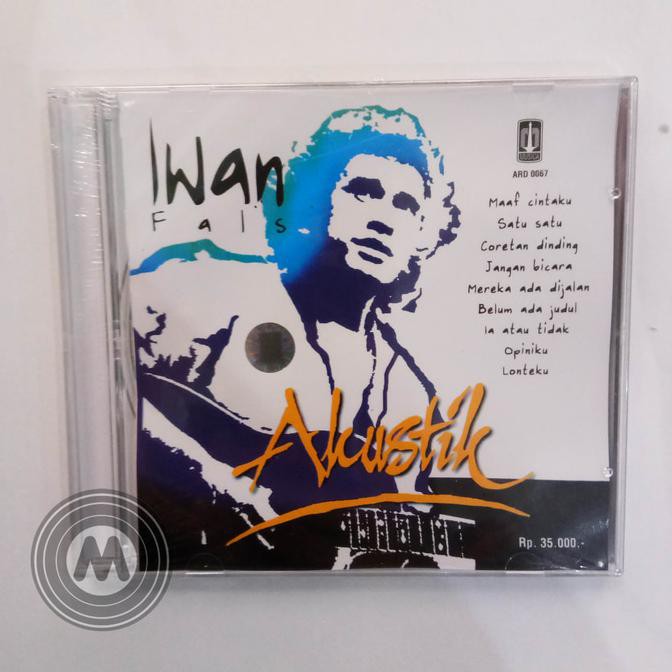 Iwan
Fals
MUSICA
ARD 0067
Maaf cintaku
Satu satu
Coretan dinding
Jangan bicara
Mereka ada dijalan
Belum ada judul
Ia atau tidak
Opiniku
Lonteku
Akustik
Rp. 35.000.-
M